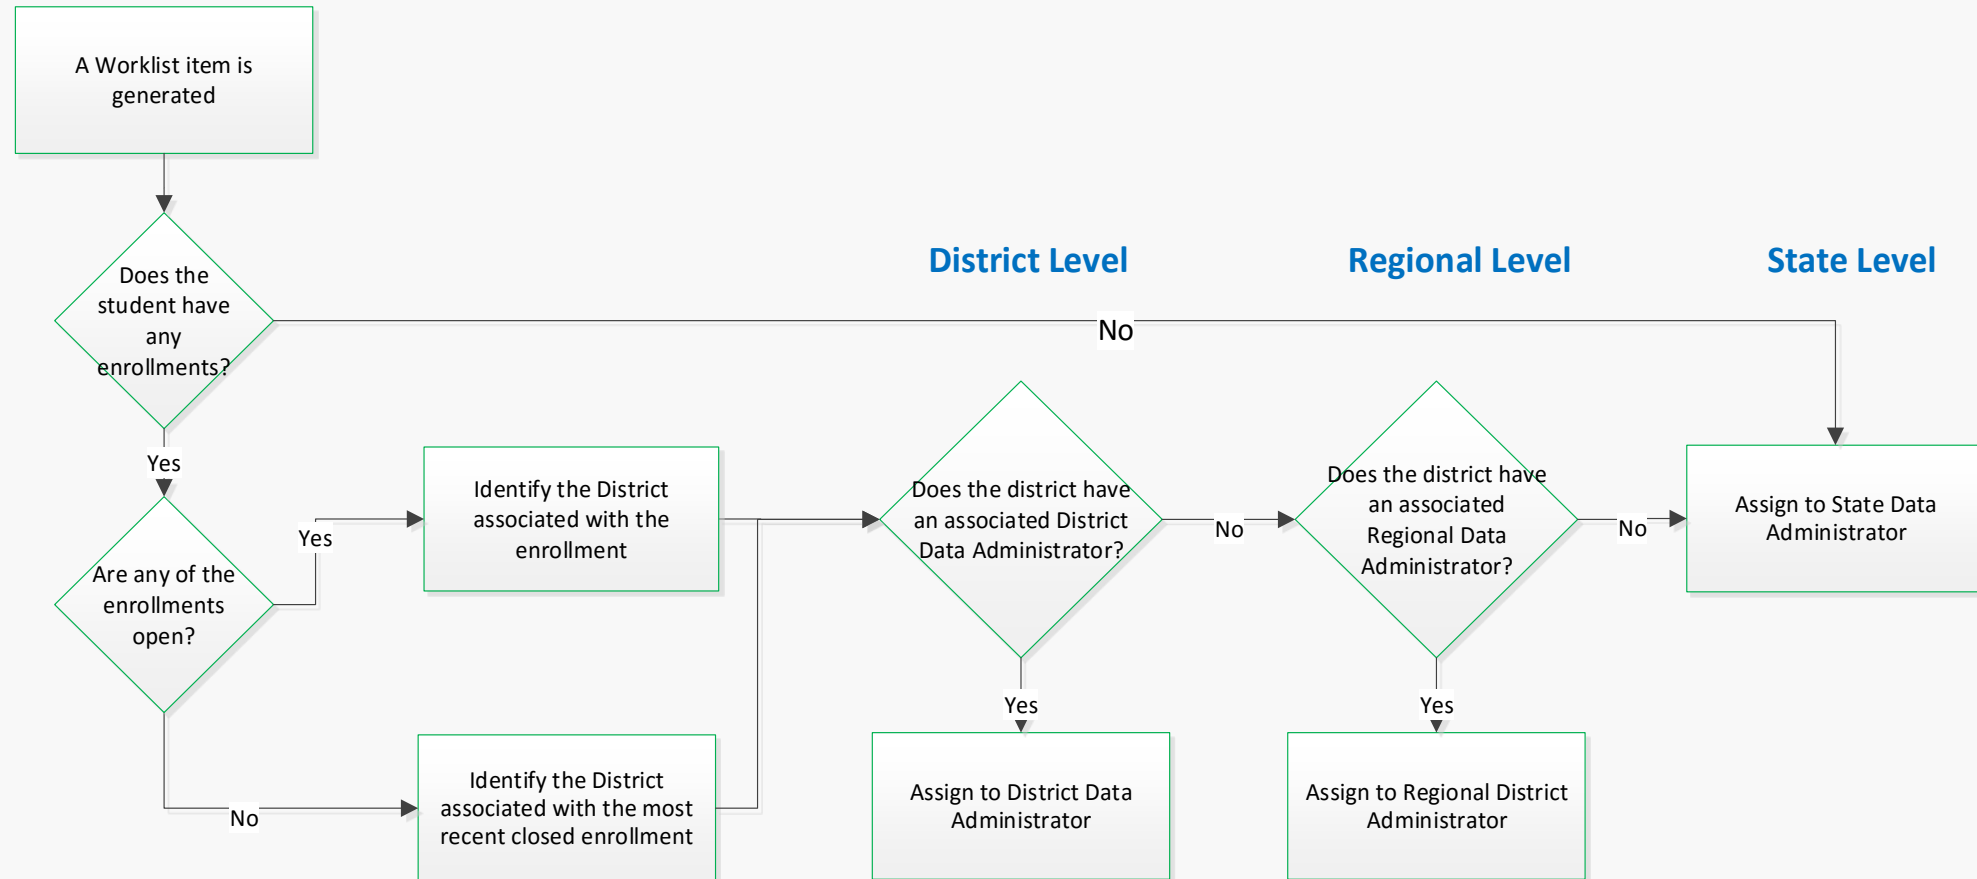 A Worklist item is
generated
Does the
student have
any
enrollments?
District Level
Regional Level
State Level
No
Yes
Are any of the
enrollments
open?
Yes
No
Identify the District
associated with the
enrollment
Identify the District
associated with the most
recent closed enrollment
Does the district have
an associated District
Data Administrator?
No
Yes
Assign to District Data
Administrator
Does the district have
an associated
Regional Data
Administrator?
No
Yes
Assign to Regional District
Administrator
Assign to State Data
Administrator